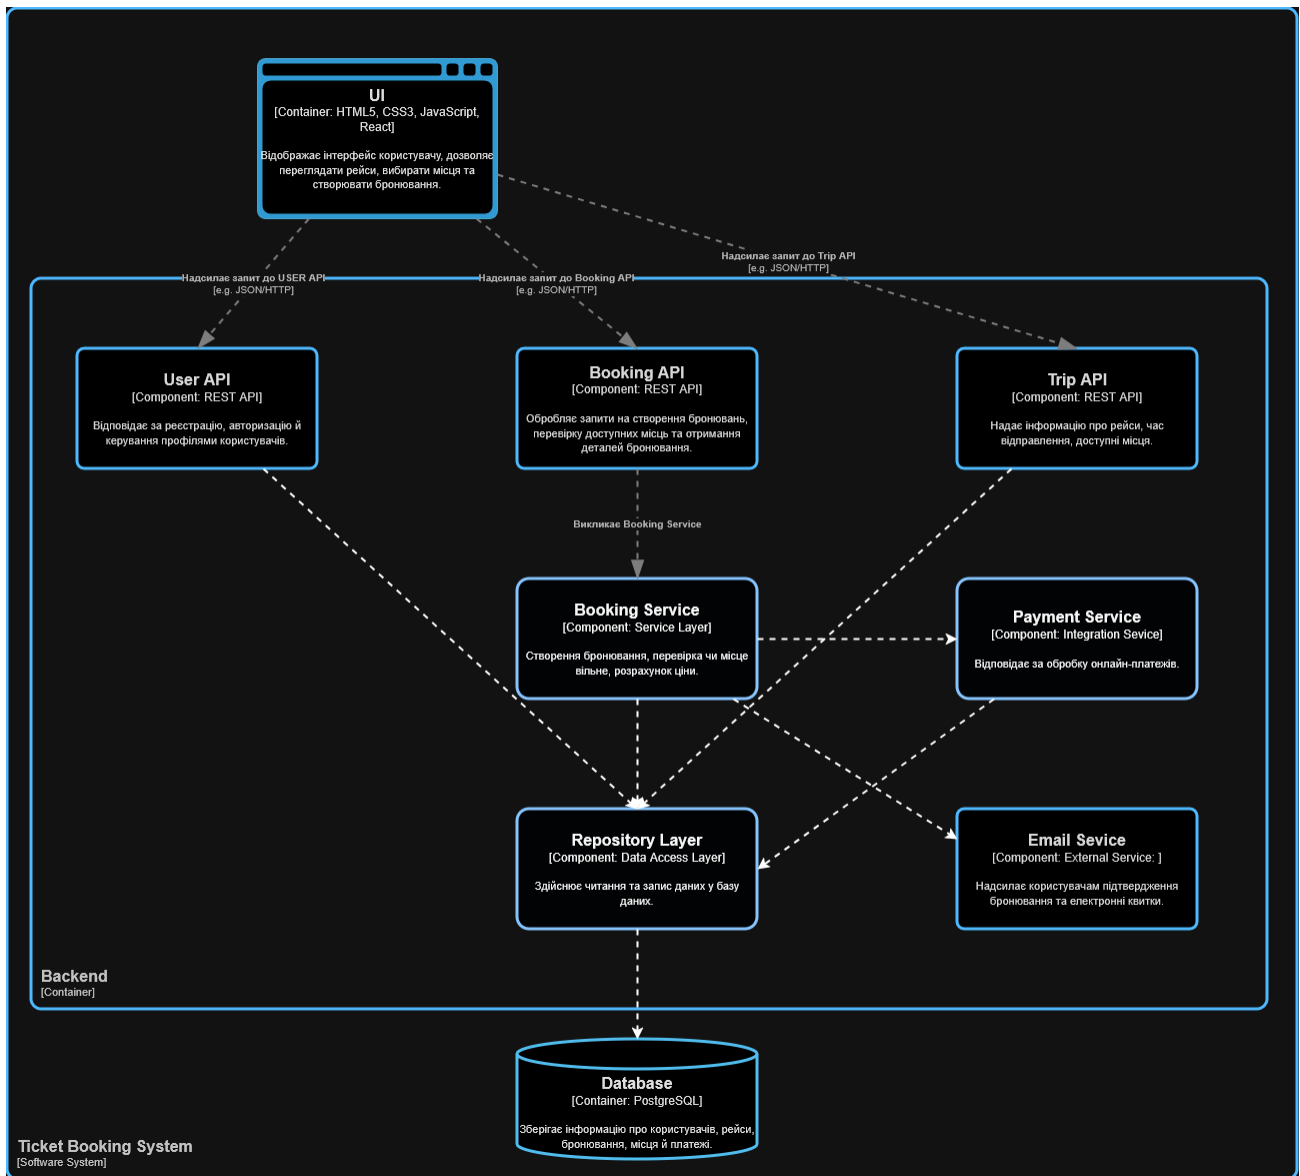 UI
[Container: HTML5, CSS3, JavaScript,
React]
Відображає інтерфейс користувачу, дозволяє
переглядати рейси, вибирати місця та
створювати бронювання.
Надсилає запит до Trip API
[e.g. JSON/HTTP]
Надсилає запит до USER API
[e.g. JSON/HTTP]
Надсилає запит до Booking API
[e.g. JSON/HTTP]
User API
[Component: REST API]
Відповідає за реєстрацію, авторизацію й
керування профілями користувачів.
Booking API
[Component: REST API]
Обробляє запити на створення бронювань,
перевірку доступних місць та отримання
деталей бронювання.
Trip API
[Component: REST API]
Надає інформацію про рейси, час
відправлення, доступні місця.
Викликає Booking Service
Booking Service
[Component: Service Layer]
Створення бронювання, перевірка чи місце
вільне, розрахунок ціни.
Payment Service
[Component: Integration Sevice]
Відповідає за обробку онлайн-платежів.
Repository Layer
[Component: Data Access Layer]
Здійснює читання та запис даних у базу
даних.
Email Sevice
[Component: External Service: ]
Надсилає користувачам підтвердження
бронювання та електронні квитки.
Backend
[Container]
Database
[Container: PostgreSQL]
Зберігає інформацію про користувачів, рейси,
бронювання, місця й платежі.
Ticket Booking System
[Software System]